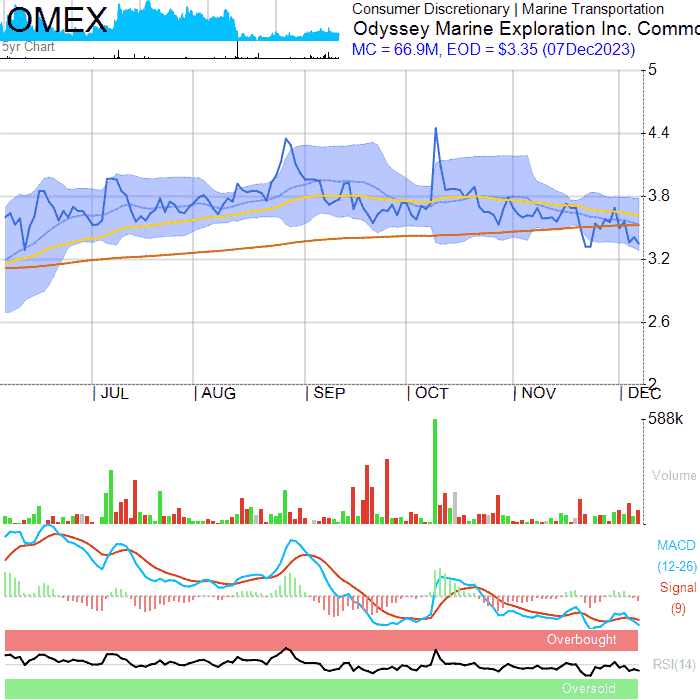 OMEX
5yr Chart
Consumer Discretionary | Marine Transportation
Odyssey Marine Exploration Inc. Commo
MC = 66.9M, EOD = $3.35 (07Dec2023)
5
4.4
3.8
3.2
2.6
2
JUL AUG SEP OCT NOV DEC
588k
Volume
MACD
(12-26)
Signal
(9)
Overbought
RSI(14)
Oversold